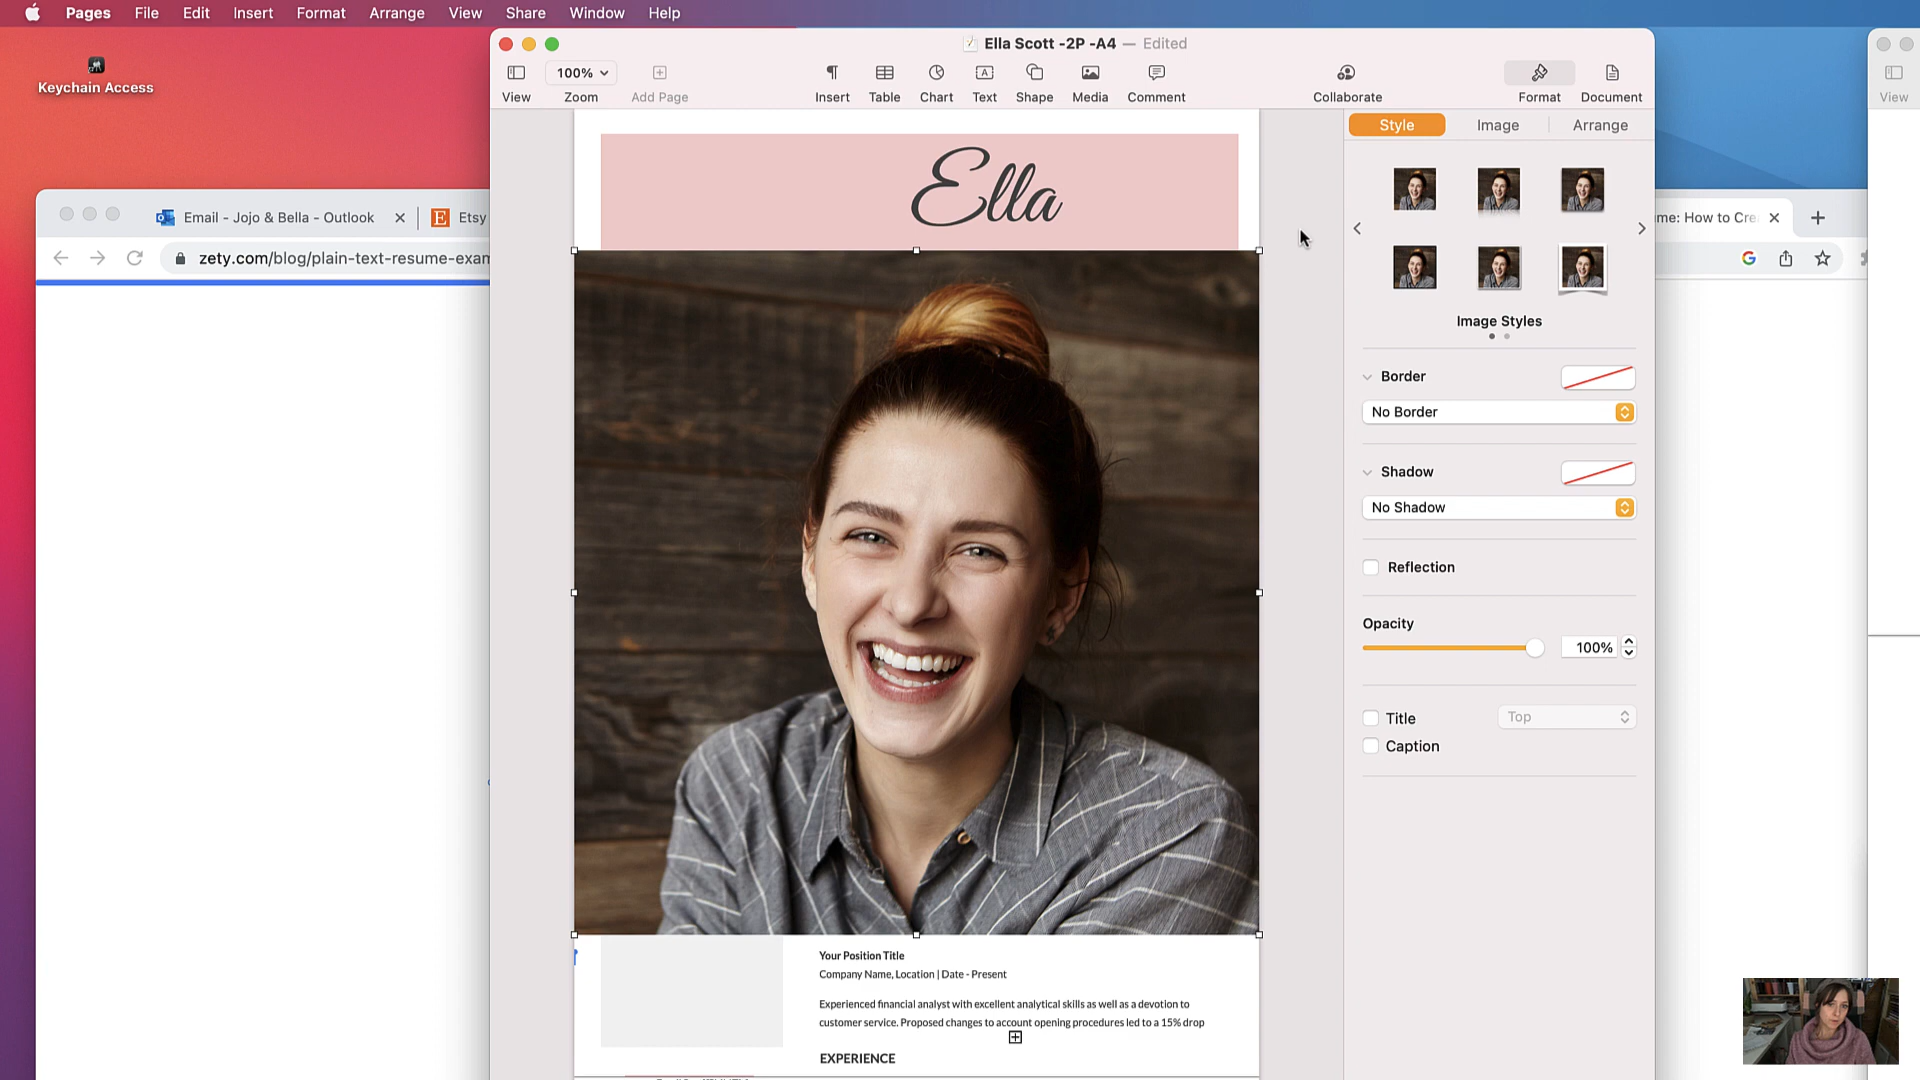 Pages File Edit Insert Format Arrange View Share Window Help
Keychain Access
Ella Scott -2P -A4 — Edited
100%
View Zoom Add Page Insert Table Chart Text Shape Media Comment Collaborate Format Document
View
Style Image Arrange
Email - Jojo & Bella - Outlook
Etsy
zety.com/blog/plain-text-resume-exam
me: How to Cre
Ella
Image Styles
Border
No Border
Shadow
No Shadow
Reflection
Opacity
100%
Title
Top
Caption
Your Position Title
Company Name, Location | Date - Present
Experienced financial analyst with excellent analytical skills as well as a devotion to
customer service. Proposed changes to account opening procedures led to a 15% drop
EXPERIENCE